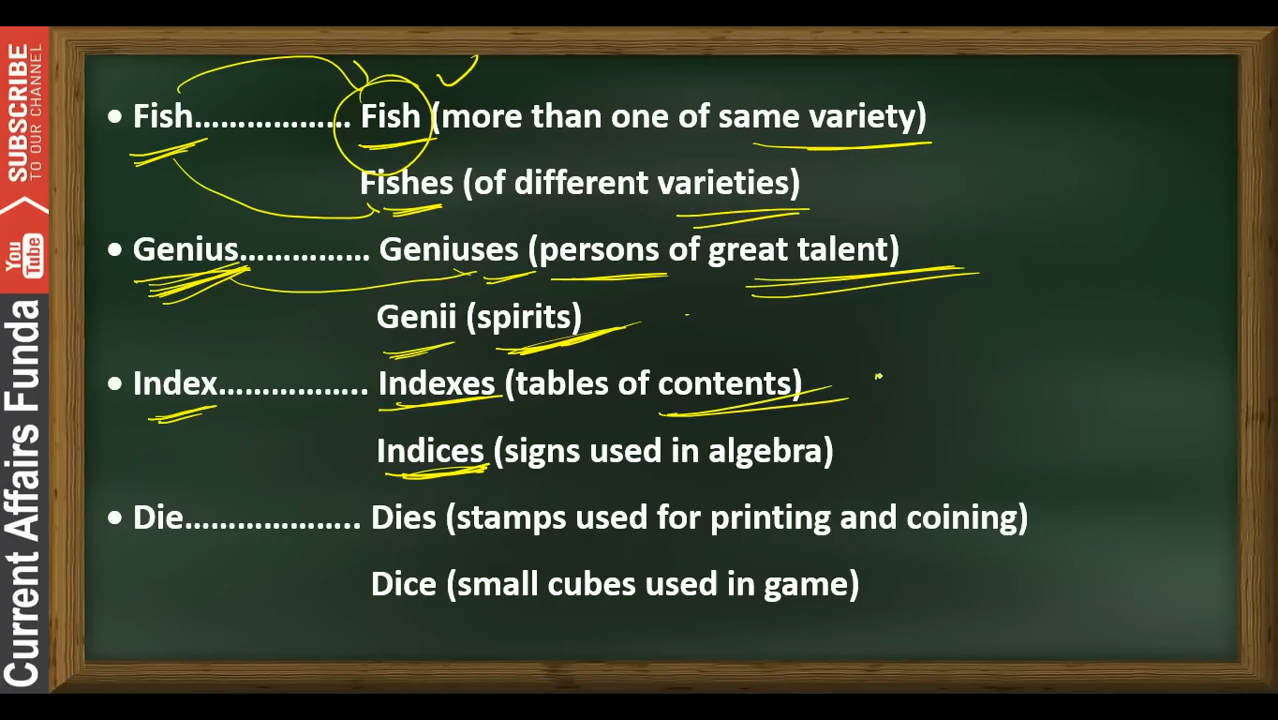 SUBSCRIBE
TO OUR CHANNEL
You
Tube
Current Affairs Funda
• Fish.................. Fish (more than one of same variety)
Fishes (of different varieties)
• Genius............... Geniuses (persons of great talent)
Genii (spirits)
• Index................. Indexes (tables of contents)
Indices (signs used in algebra)
• Die.................... Dies (stamps used for printing and coining)
Dice (small cubes used in game)